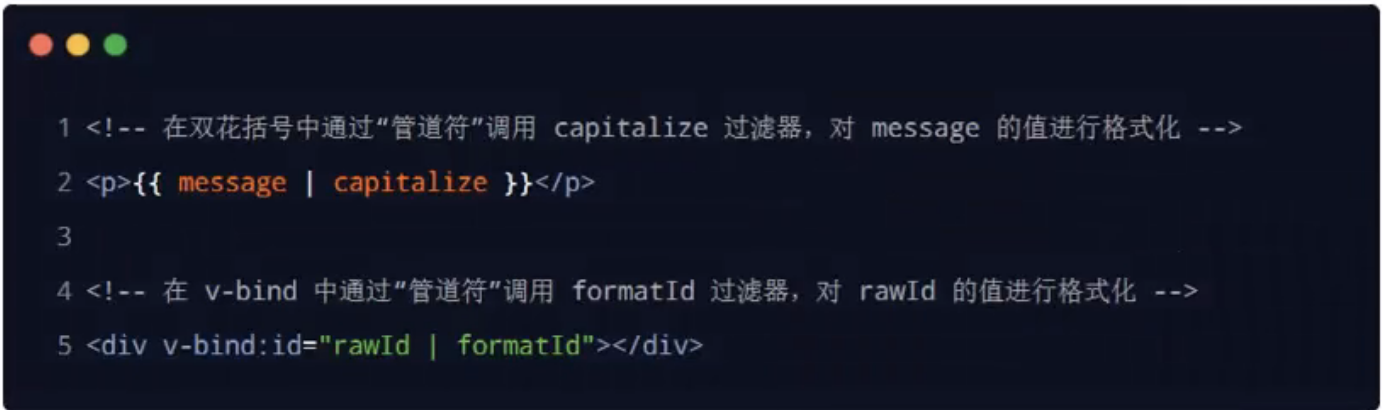 1 <!-- 在双花括号中通过“管道符”调用 capitalize 过滤器，对 message 的值进行格式化 -->
2 <p>{{ message | capitalize }}</p>
3
4 <!-- 在 v-bind 中通过“管道符”调用 formatId 过滤器，对 rawId 的值进行格式化 -->
5 <div v-bind:id="rawId | formatId"></div>